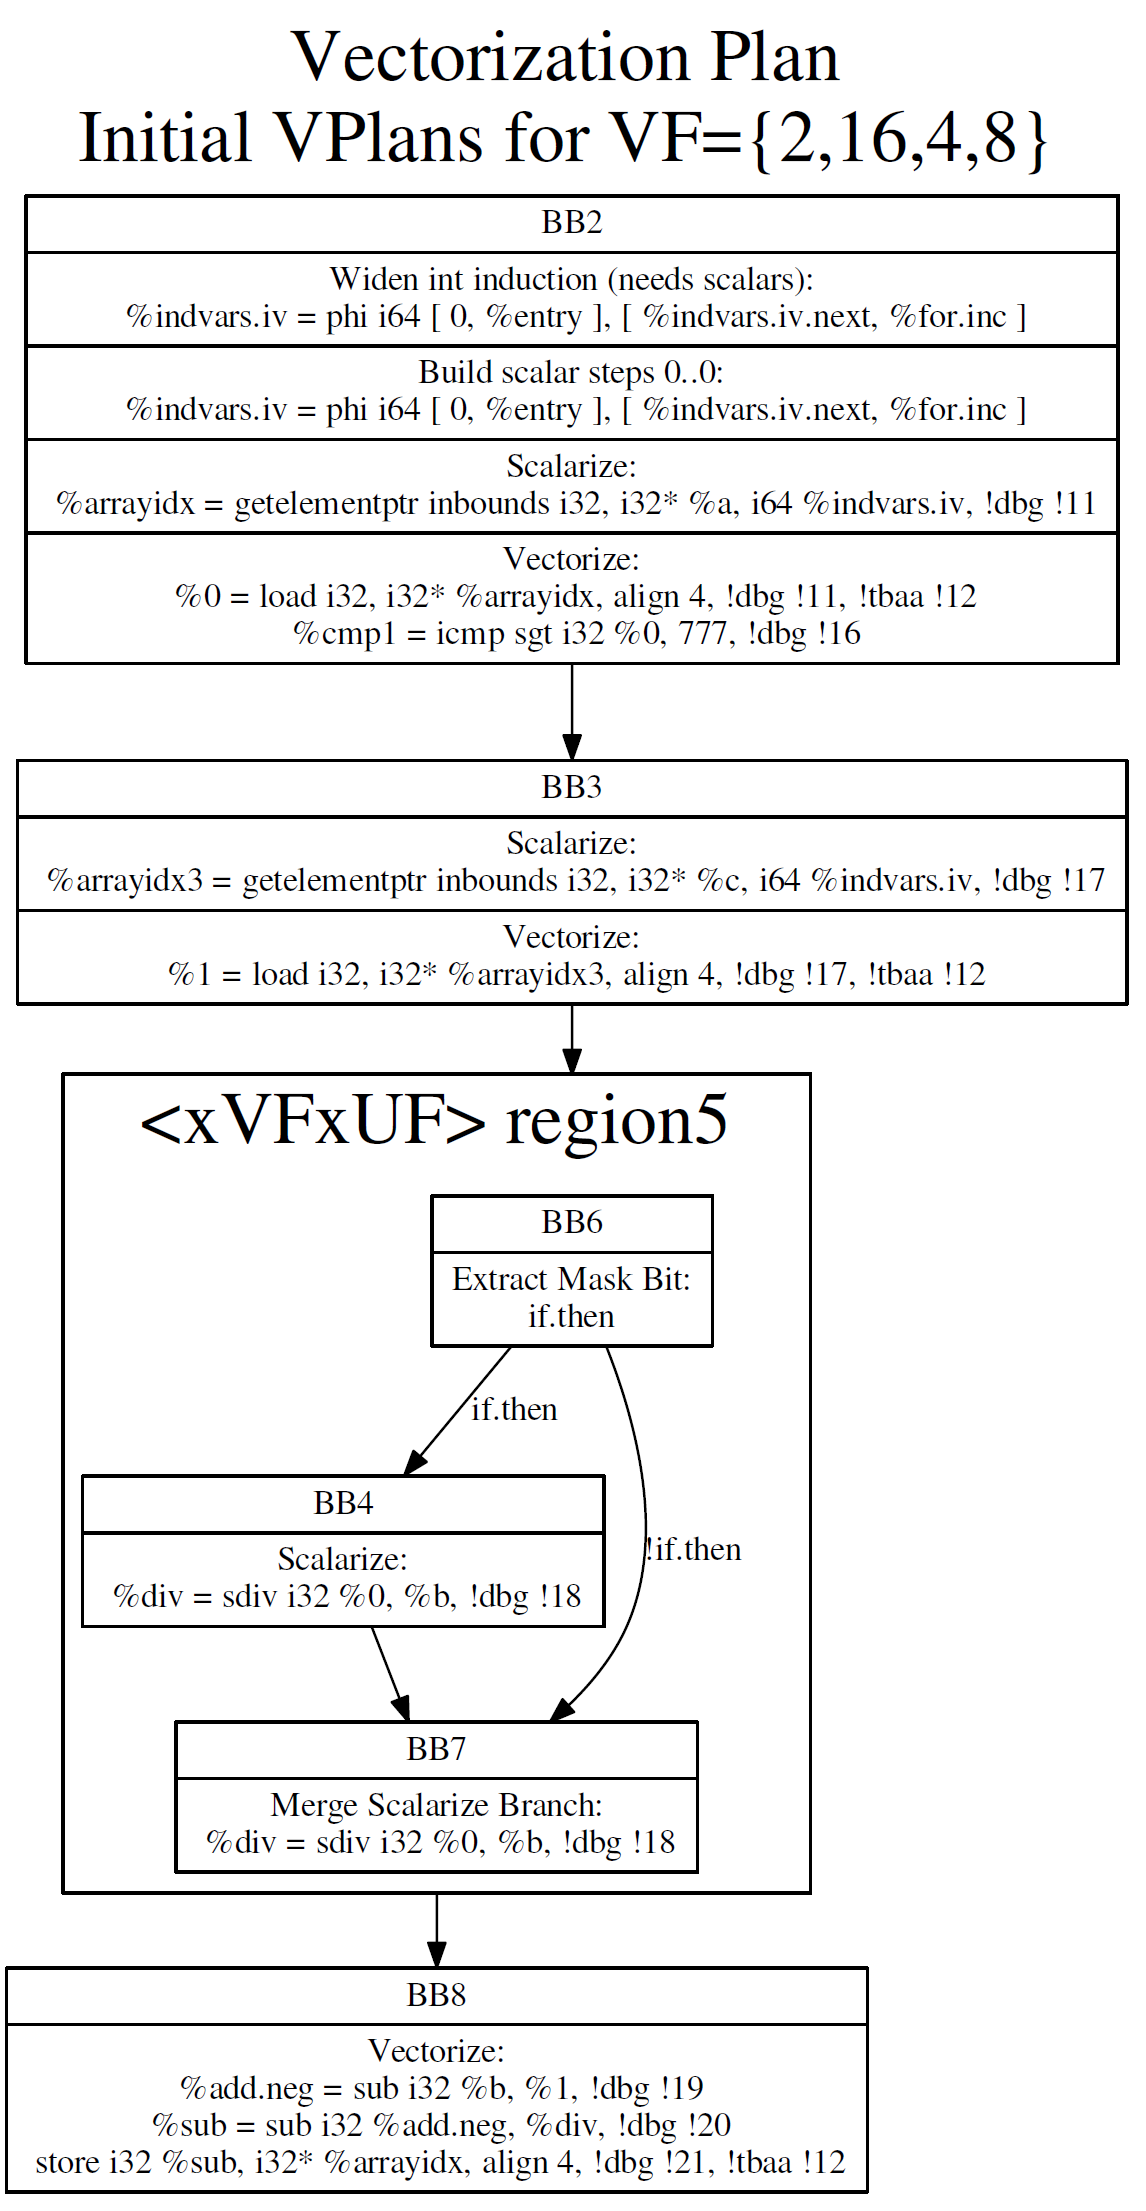 Vectorization Plan
Initial VPlans for VF={2,16,4,8}
BB2
Widen int induction (needs scalars):
%indvars.iv = phi i64 [ 0, %entry ], [ %indvars.iv.next, %for.inc ]
Build scalar steps 0..0:
%indvars.iv = phi i64 [ 0, %entry ], [ %indvars.iv.next, %for.inc ]
Scalarize:
%arrayidx = getelementptr inbounds i32, i32* %a, i64 %indvars.iv, !dbg !11
Vectorize:
%0 = load i32, i32* %arrayidx, align 4, !dbg !11, !tbaa !12
%cmp1 = icmp sgt i32 %0, 777, !dbg !16
BB3
Scalarize:
%arrayidx3 = getelementptr inbounds i32, i32* %c, i64 %indvars.iv, !dbg !17
Vectorize:
%1 = load i32, i32* %arrayidx3, align 4, !dbg !17, !tbaa !12
<xVFxUF> region5
BB6
Extract Mask Bit:
if.then
if.then
BB4
Scalarize:
%div = sdiv i32 %0, %b, !dbg !18
!if.then
BB7
Merge Scalarize Branch:
%div = sdiv i32 %0, %b, !dbg !18
BB8
Vectorize:
%add.neg = sub i32 %b, %1, !dbg !19
%sub = sub i32 %add.neg, %div, !dbg !20
store i32 %sub, i32* %arrayidx, align 4, !dbg !21, !tbaa !12